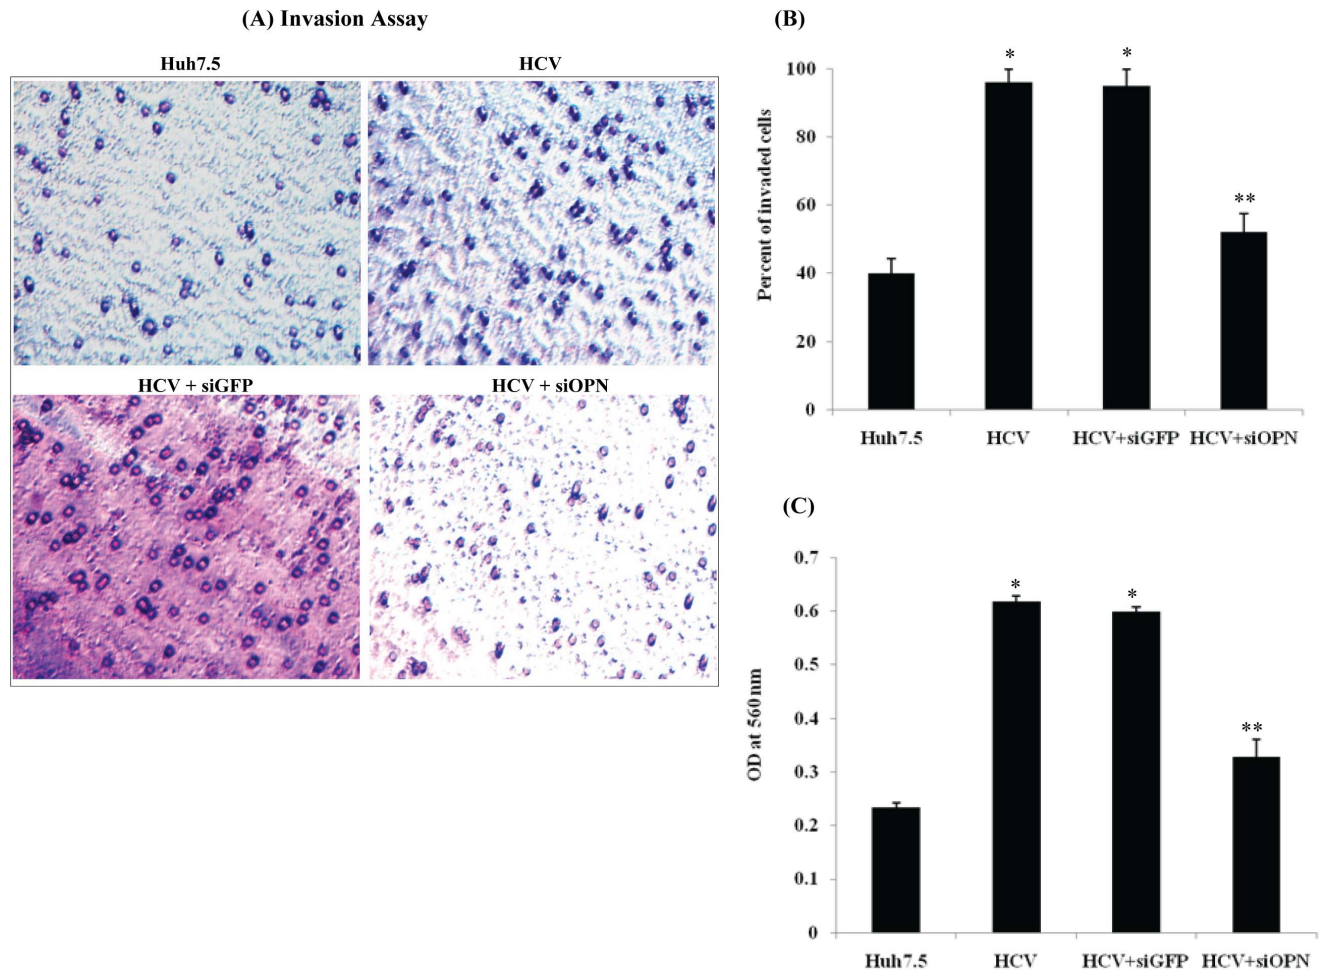 (A) Invasion Assay
Huh7.5
HCV
HCV + siGFP
HCV + siOPN
(B)
Percent of invaded cells
100
80
60
40
20
0
*
*
**
Huh7.5
HCV
HCV+siGFP
HCV+siOPN
(C)
OD at 560nm
0.7
0.6
0.5
0.4
0.3
0.2
0.1
0
*
*
**
Huh7.5
HCV
HCV+siGFP
HCV+siOPN